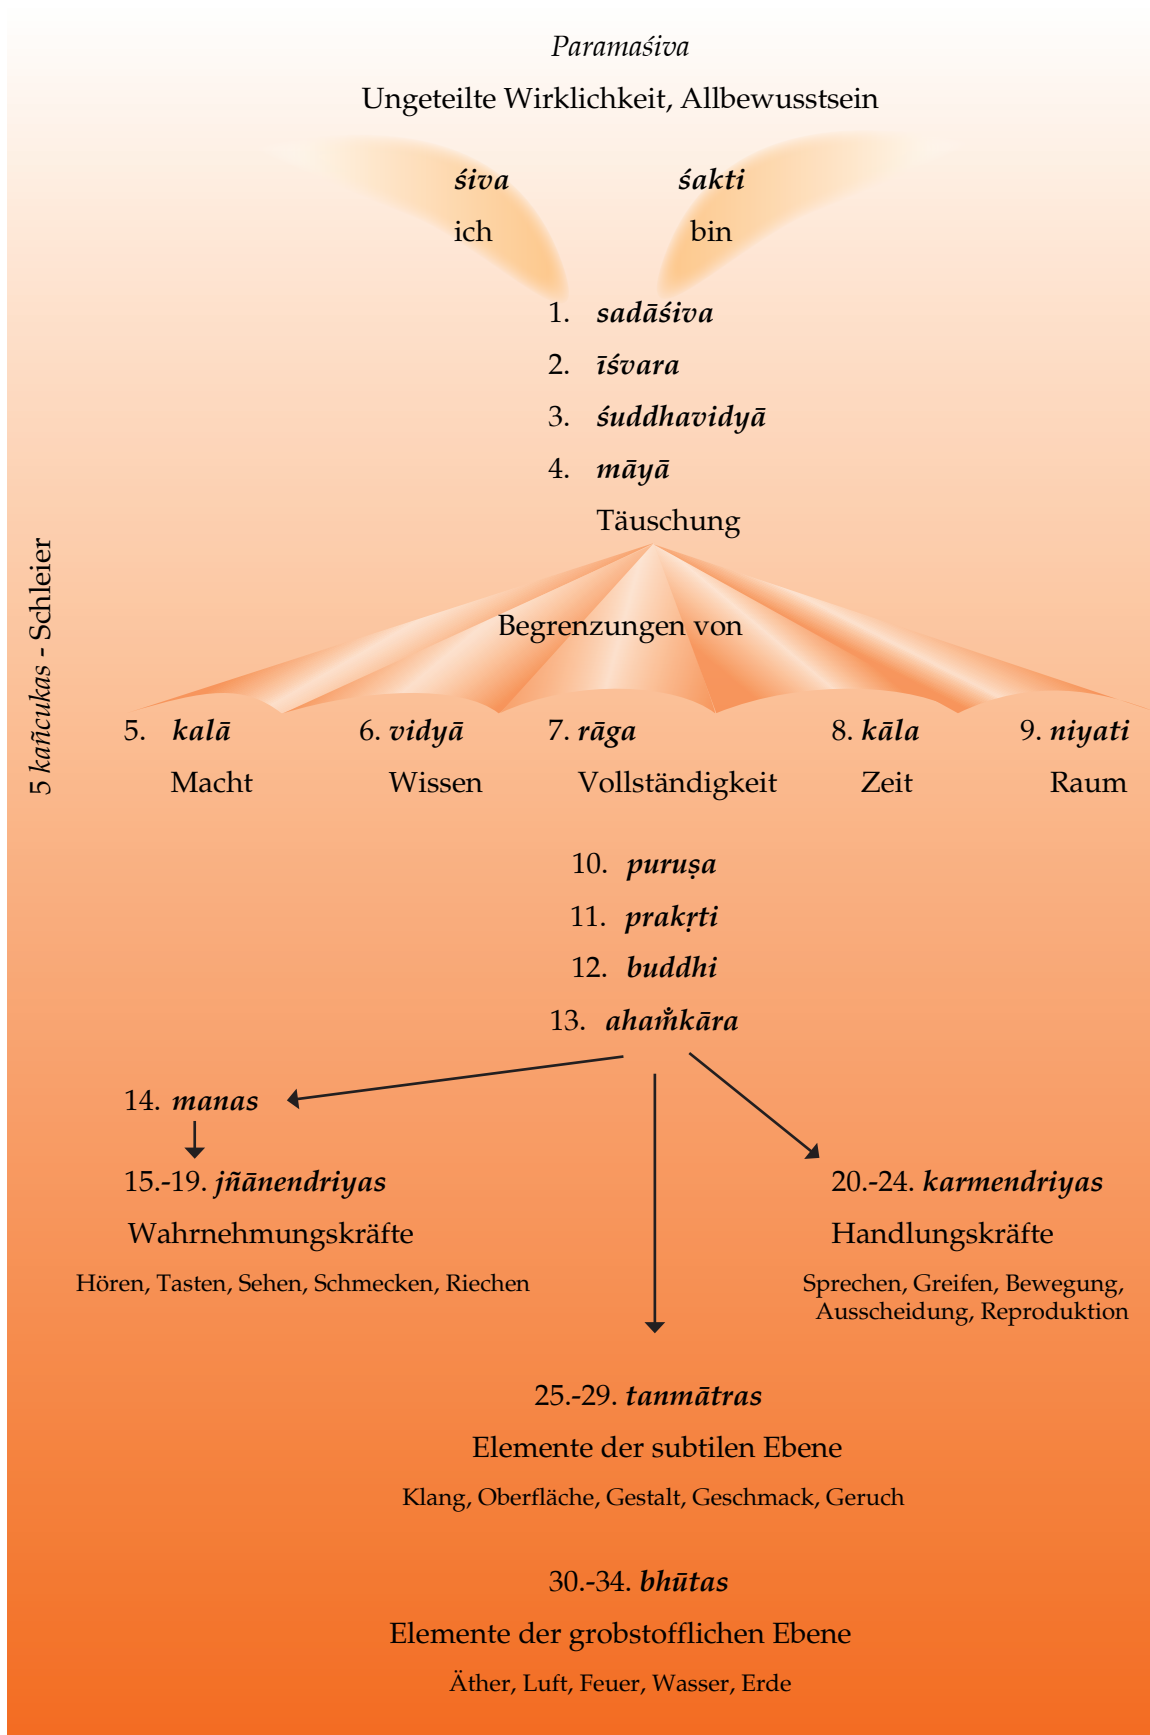 Paramaśiva
Ungeteilte Wirklichkeit, Allbewusstsein
śiva śakti
ich bin
1. sadāśiva
2. īśvara
3. śuddhavidyā
4. māyā
Täuschung
5 kañcukas - Schleier
Begrenzungen von
5. kalā 6. vidyā 7. rāga 8. kāla 9. niyati
Macht Wissen Vollständigkeit Zeit Raum
10. puruṣa
11. prakṛti
12. buddhi
13. ahaṁkāra
14. manas
15.-19. jñānendriyas 20.-24. karmendriyas
Wahrnehmungskräfte Handlungskräfte
Hören, Tasten, Sehen, Schmecken, Riechen Sprechen, Greifen, Bewegung,
Ausscheidung, Reproduktion
25.-29. tanmātras
Elemente der subtilen Ebene
Klang, Oberfläche, Gestalt, Geschmack, Geruch
30.-34. bhūtas
Elemente der grobstofflichen Ebene
Äther, Luft, Feuer, Wasser, Erde